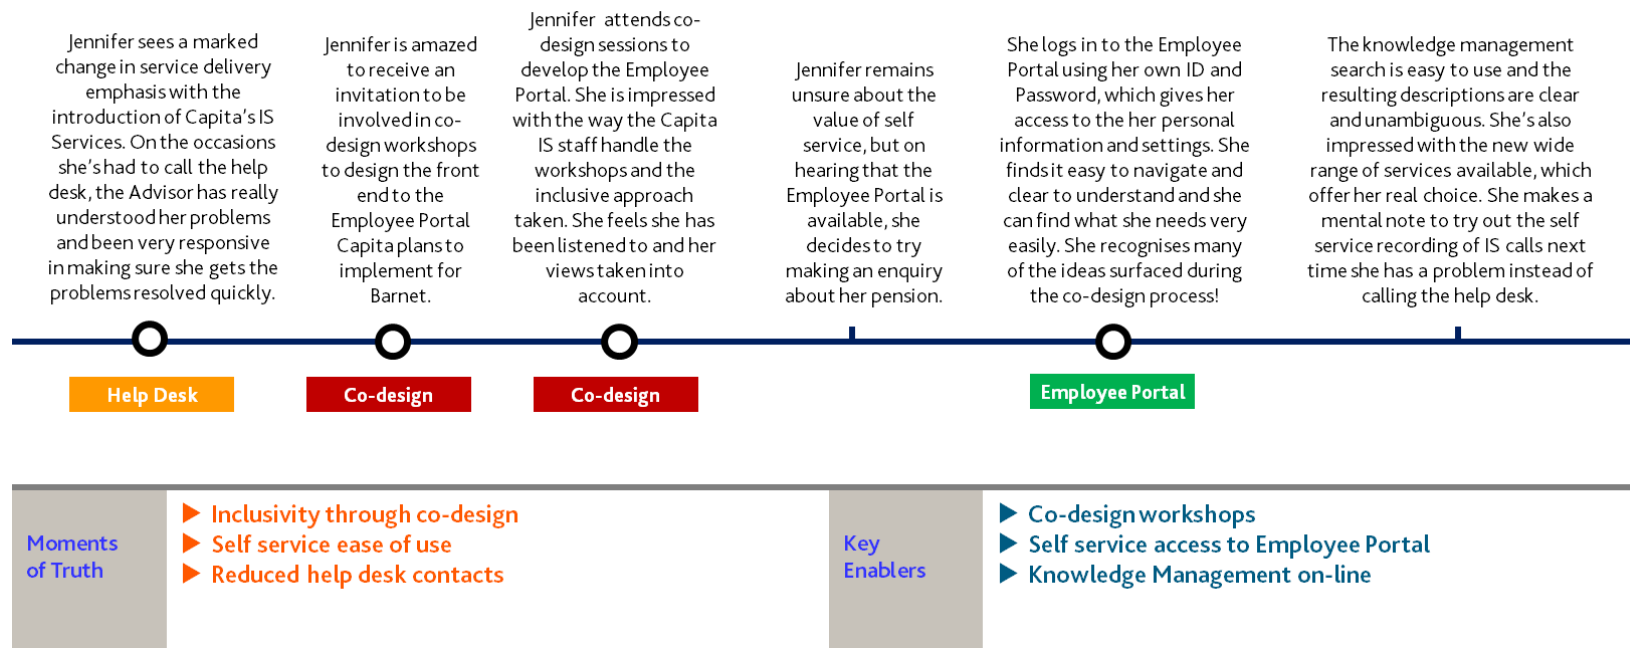 Jennifer sees a marked
change in service delivery
emphasis with the
introduction of Capita's IS
Services. On the occasions
she's had to call the help
desk, the Advisor has really
understood her problems
and been very responsive
in making sure she gets the
problems resolved quickly.
Jennifer is amazed
to receive an
invitation to be
involved in co-
design workshops
to design the front
end to the
Employee Portal
Capita plans to
implement for
Barnet.
Jennifer attends co-
design sessions to
develop the Employee
Portal. She is impressed
with the way the Capita
IS staff handle the
workshops and the
inclusive approach
taken. She feels she has
been listened to and her
views taken into
account.
Jennifer remains
unsure about the
value of self
service, but on
hearing that the
Employee Portal is
available, she
decides to try
making an enquiry
about her pension.
She logs in to the Employee
Portal using her own ID and
Password, which gives her
access to the her personal
information and settings. She
finds it easy to navigate and
clear to understand and she
can find what she needs very
easily. She recognises many
of the ideas surfaced during
the co-design process!
The knowledge management
search is easy to use and the
resulting descriptions are clear
and unambiguous. She's also
impressed with the new wide
range of services available, which
offer her real choice. She makes a
mental note to try out the self
service recording of IS calls next
time she has a problem instead of
calling the help desk.
Help Desk
Co-design
Co-design
Employee Portal
Moments
of Truth
Inclusivity through co-design
Self service ease of use
Reduced help desk contacts
Key
Enablers
Co-design workshops
Self service access to Employee Portal
Knowledge Management on-line